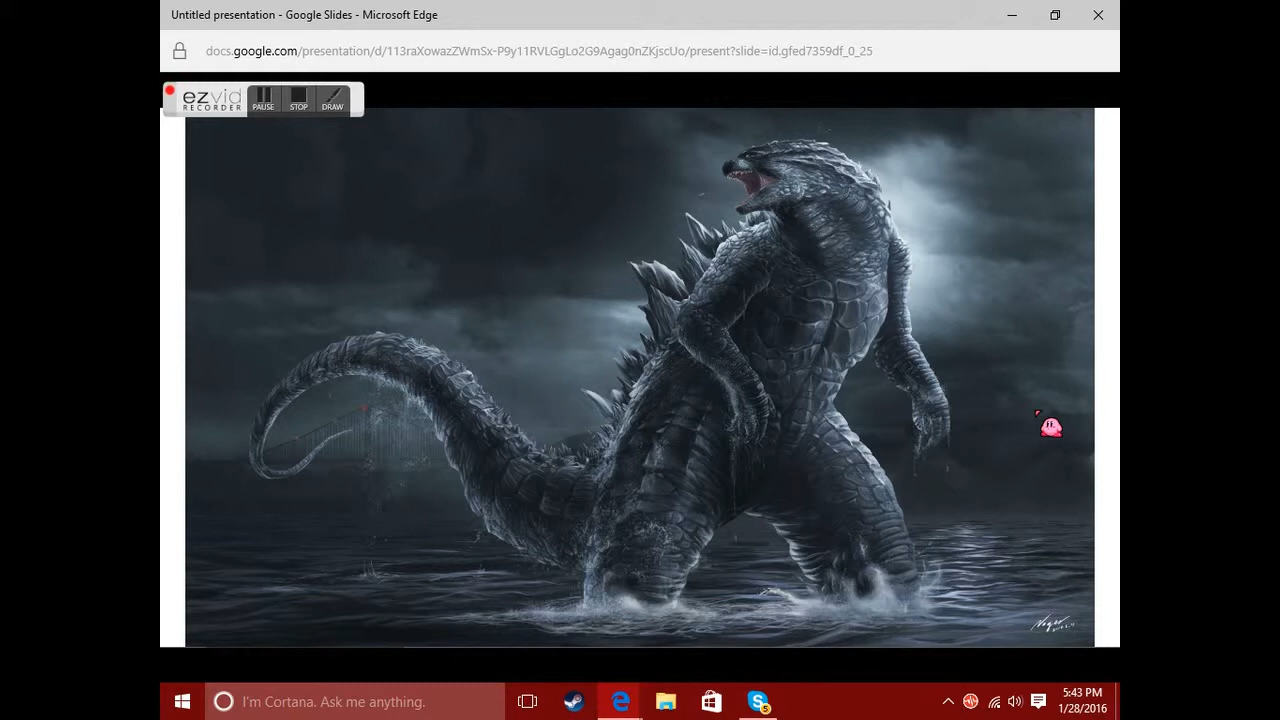 Untitled presentation - Google Slides - Microsoft Edge
docs.google.com/presentation/d/113raXowazZWmSx-P9y11RVLGgLo2G9Agag0nZKjscUo/present?slide=id.gfed7359df_0_25
ezvid
RECORDER
PAUSE
STOP
DRAW
I'm Cortana. Ask me anything.
5
5:43 PM
1/28/2016